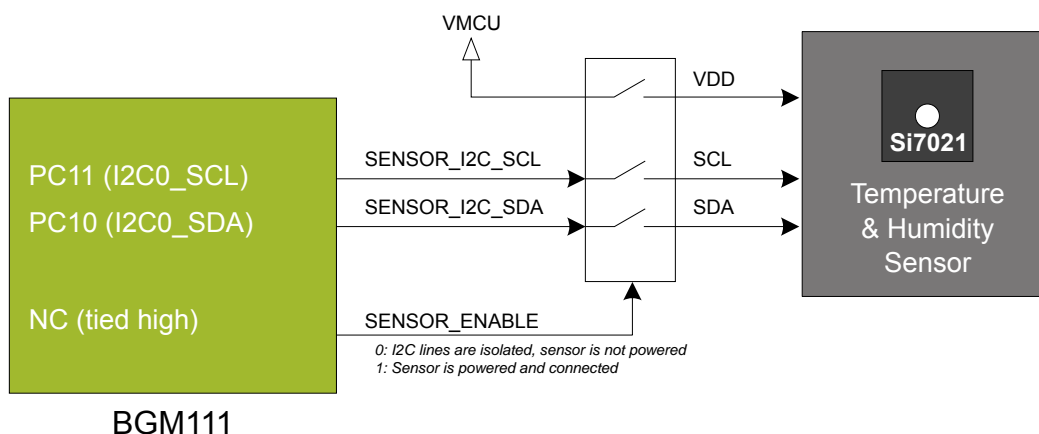 VMCU
VDD
Si7021
SENSOR_I2C_SCL
SCL
PC11 (I2C0_SCL)
SENSOR_I2C_SDA
SDA
PC10 (I2C0_SDA)
Temperature
& Humidity
Sensor
NC (tied high)
SENSOR_ENABLE
0: I2C lines are isolated, sensor is not powered
1: Sensor is powered and connected
BGM111